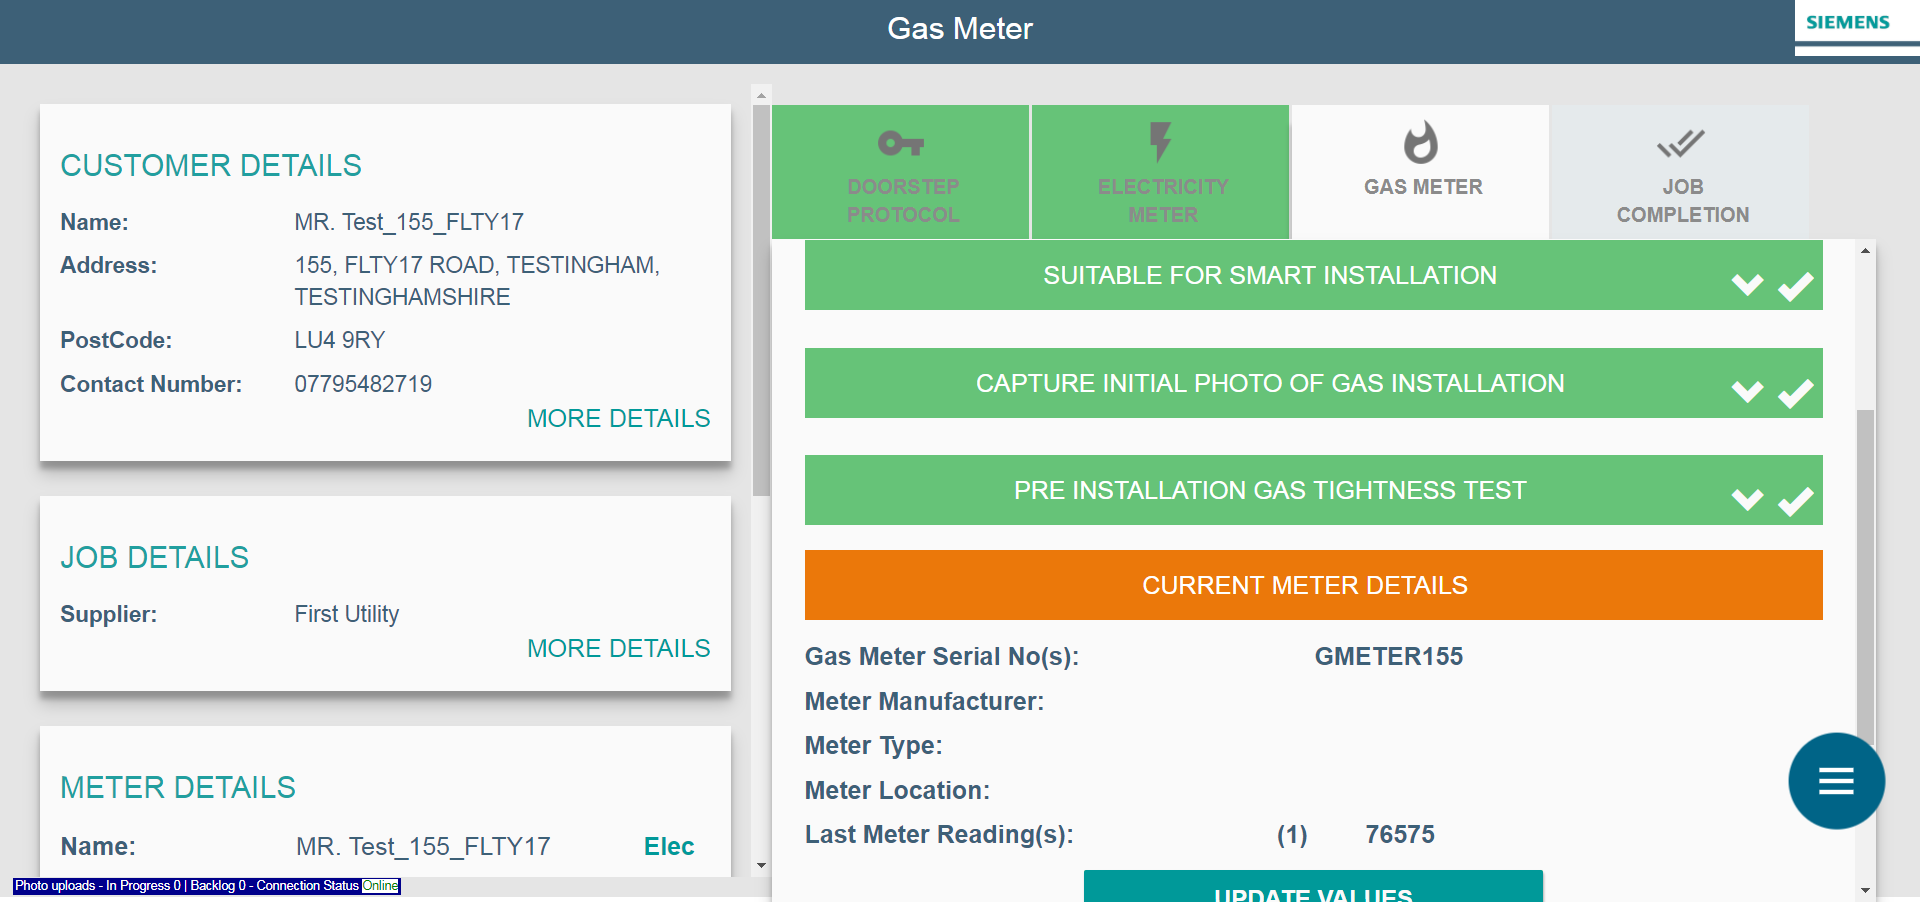 Gas Meter
SIEMENS
CUSTOMER DETAILS
Name: MR. Test_155_FLTY17
Address: 155, FLTY17 ROAD, TESTINGHAM,
TESTINGHAMSHIRE
PostCode: LU4 9RY
Contact Number: 07795482719
MORE DETAILS
JOB DETAILS
Supplier: First Utility
MORE DETAILS
METER DETAILS
Name: MR. Test_155_FLTY17 Elec
Photo uploads - In Progress 0 | Backlog 0 - Connection Status Online
DOORSTEP
PROTOCOL
ELECTRICITY
METER
GAS METER
JOB
COMPLETION
SUITABLE FOR SMART INSTALLATION
CAPTURE INITIAL PHOTO OF GAS INSTALLATION
PRE INSTALLATION GAS TIGHTNESS TEST
CURRENT METER DETAILS
Gas Meter Serial No(s): GMETER155
Meter Manufacturer:
Meter Type:
Meter Location:
Last Meter Reading(s): (1) 76575
UPDATE VALUES